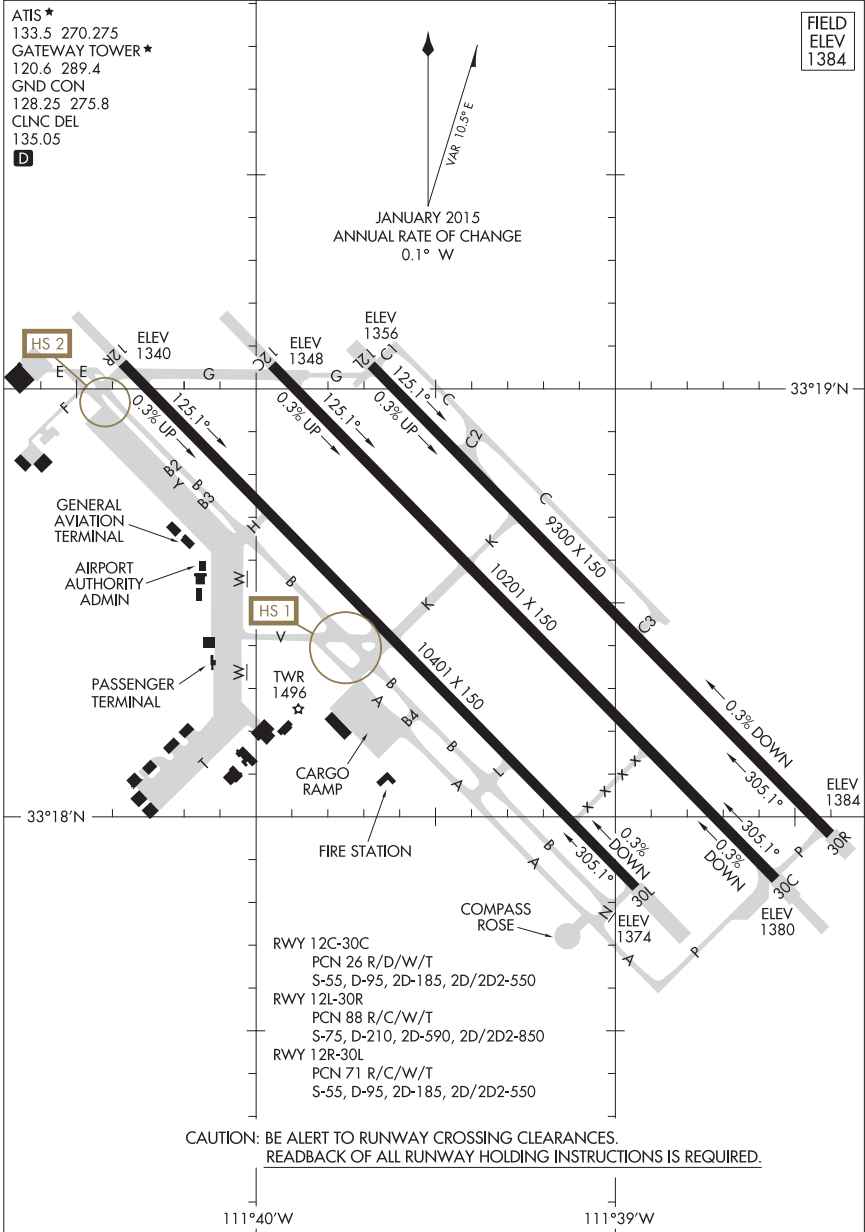 ATIS★
133.5 270.275
GATEWAY TOWER★
120.6 289.4
GND CON
128.25 275.8
CLNC DEL
135.05
D
FIELD
ELEV
1384
VAR 10.5° E
JANUARY 2015
ANNUAL RATE OF CHANGE
0.1° W
HS 2
ELEV
1340
ELEV
1348
ELEV
1356
12R
12C
12L
C1
E
E
G
G
F
33°19'N
0.3% UP
125.1°
0.3% UP
125.1°
0.3% UP
125.1°
C
C2
C
B2
Y
B
B3
H
GENERAL
AVIATION
TERMINAL
AIRPORT
AUTHORITY
ADMIN
W
B
K
K
9300 X 150
10201 X 150
10401 X 150
C3
HS 1
V
W
PASSENGER
TERMINAL
TWR
1496
B
A
B4
B
L
A
T
CARGO
RAMP
FIRE STATION
X X X X
0.3% DOWN
305.1°
ELEV
1384
30R
33°18'N
0.3%
DOWN
305.1°
305.1°
0.3%
DOWN
B
A
30L
30C
P
ELEV
1374
ELEV
1380
N
COMPASS
ROSE
A
P
RWY 12C-30C
PCN 26 R/D/W/T
S-55, D-95, 2D-185, 2D/2D2-550
RWY 12L-30R
PCN 88 R/C/W/T
S-75, D-210, 2D-590, 2D/2D2-850
RWY 12R-30L
PCN 71 R/C/W/T
S-55, D-95, 2D-185, 2D/2D2-550
CAUTION: BE ALERT TO RUNWAY CROSSING CLEARANCES.
READBACK OF ALL RUNWAY HOLDING INSTRUCTIONS IS REQUIRED.
111°40'W
111°39'W